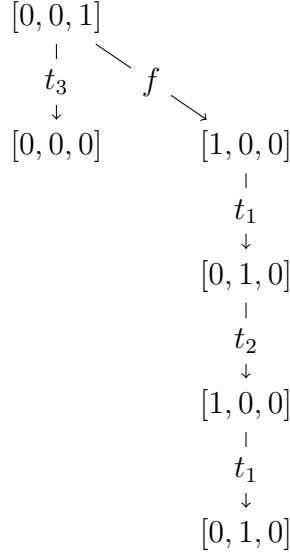 [0, 0, 1]
t₃ f
[0, 0, 0] [1, 0, 0]
t₁
[0, 1, 0]
t₂
[1, 0, 0]
t₁
[0, 1, 0]